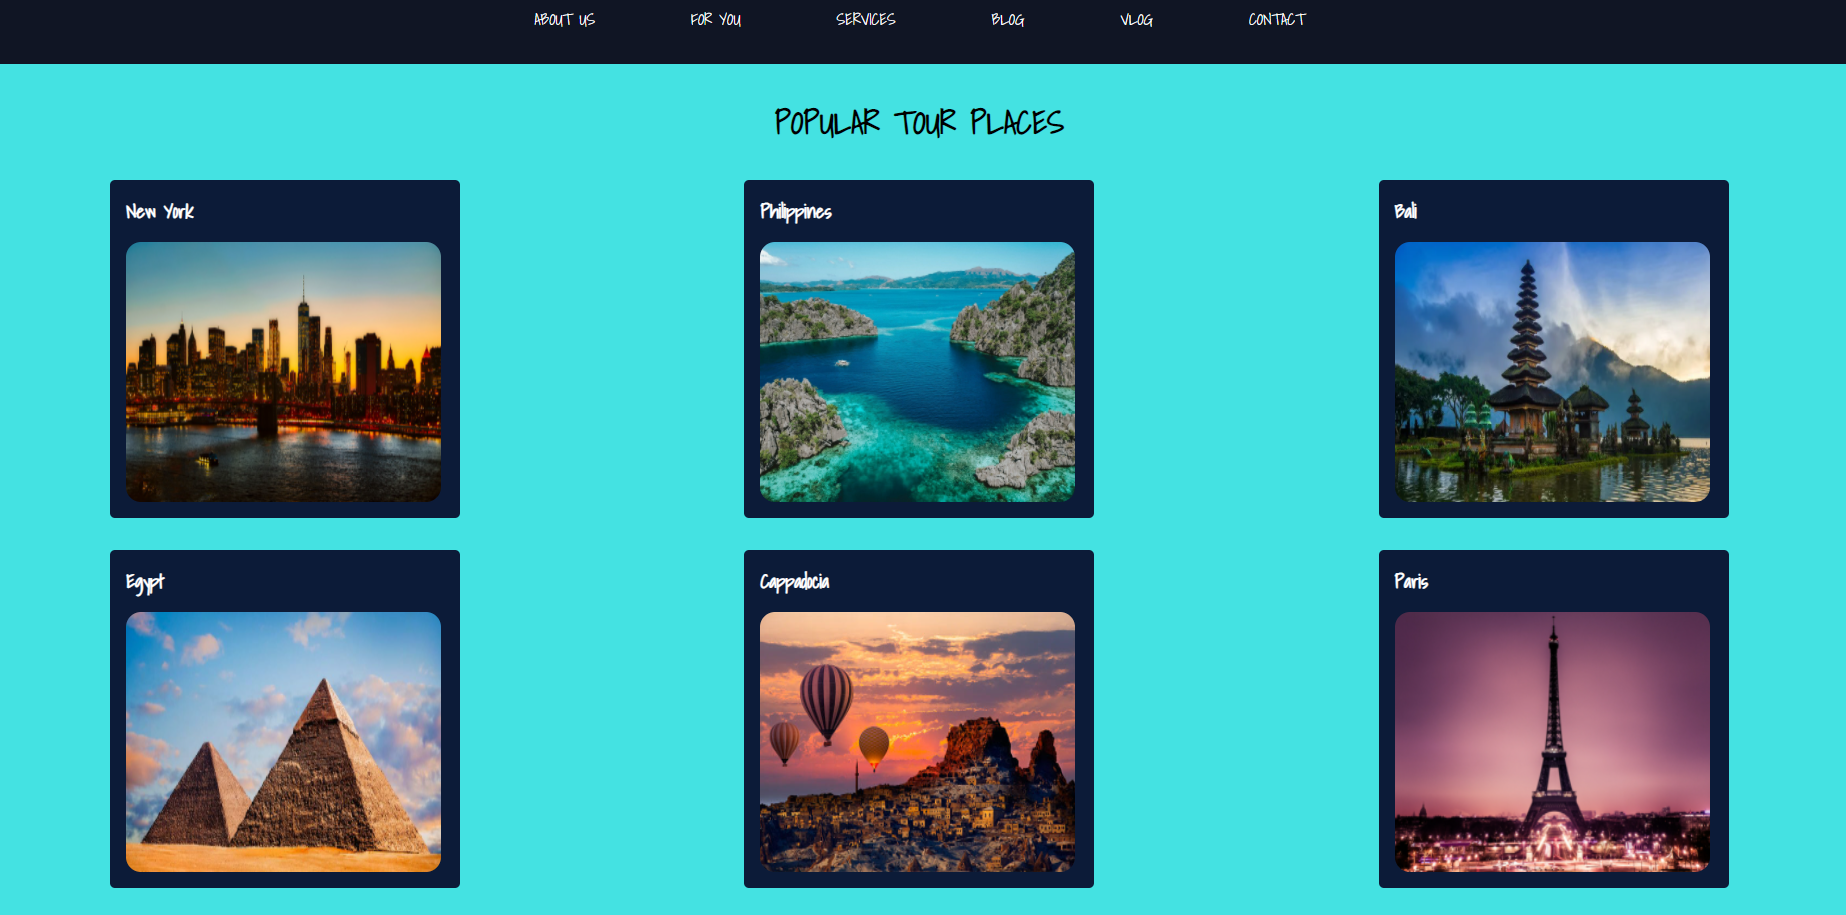 ABOUT US FOR YOU SERVICES BLOG VLOG CONTACT
POPULAR TOUR PLACES
New York
Philippines
Bali
Egypt
Cappadocia
Paris